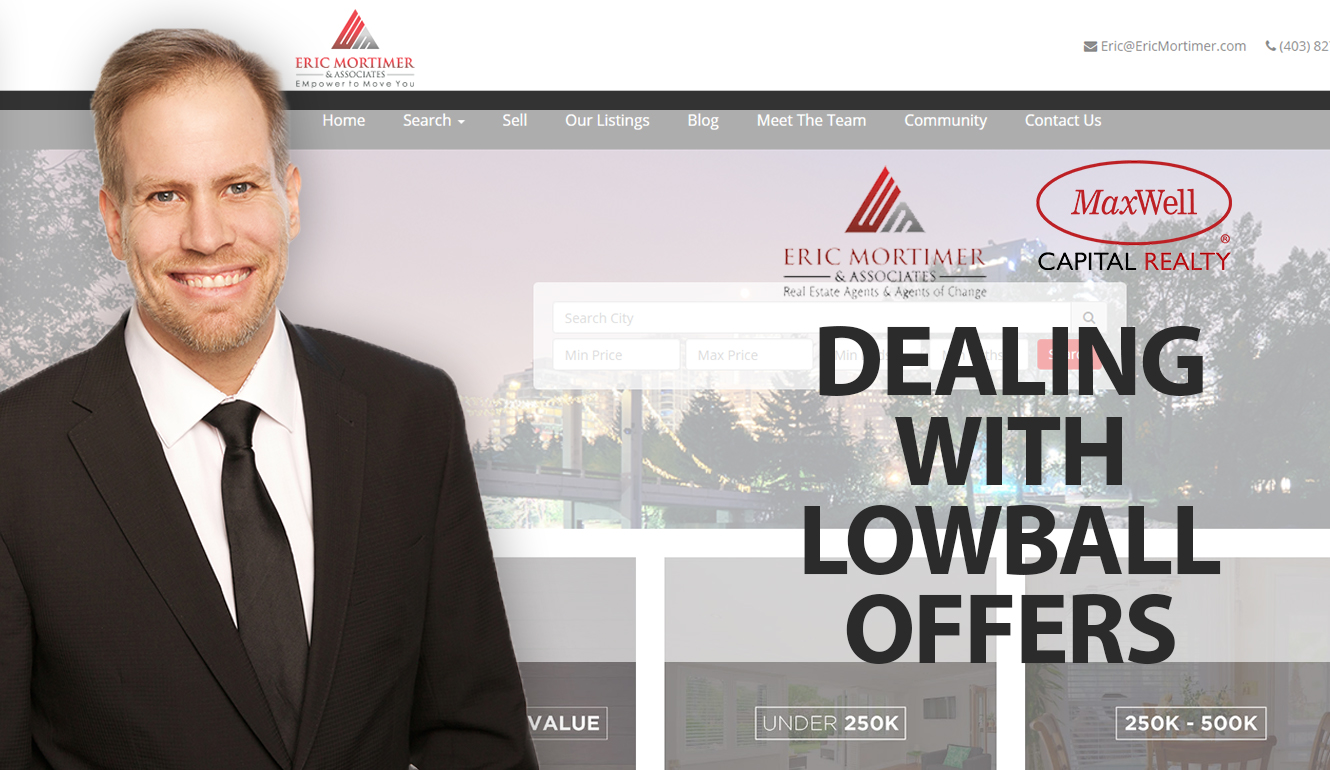 ERIC MORTIMER
& ASSOCIATES
EMpower to Move You
Eric@EricMortimer.com (403) 82
Home Search Sell Our Listings Blog Meet The Team Community Contact Us
MaxWell
®
CAPITAL REALTY
ERIC MORTIMER
& ASSOCIATES
Real Estate Agents & Agents of Change
Search City
Min Price Max Price Min
DEALING
WITH
LOWBALL
OFFERS
VALUE UNDER 250K 250K - 500K